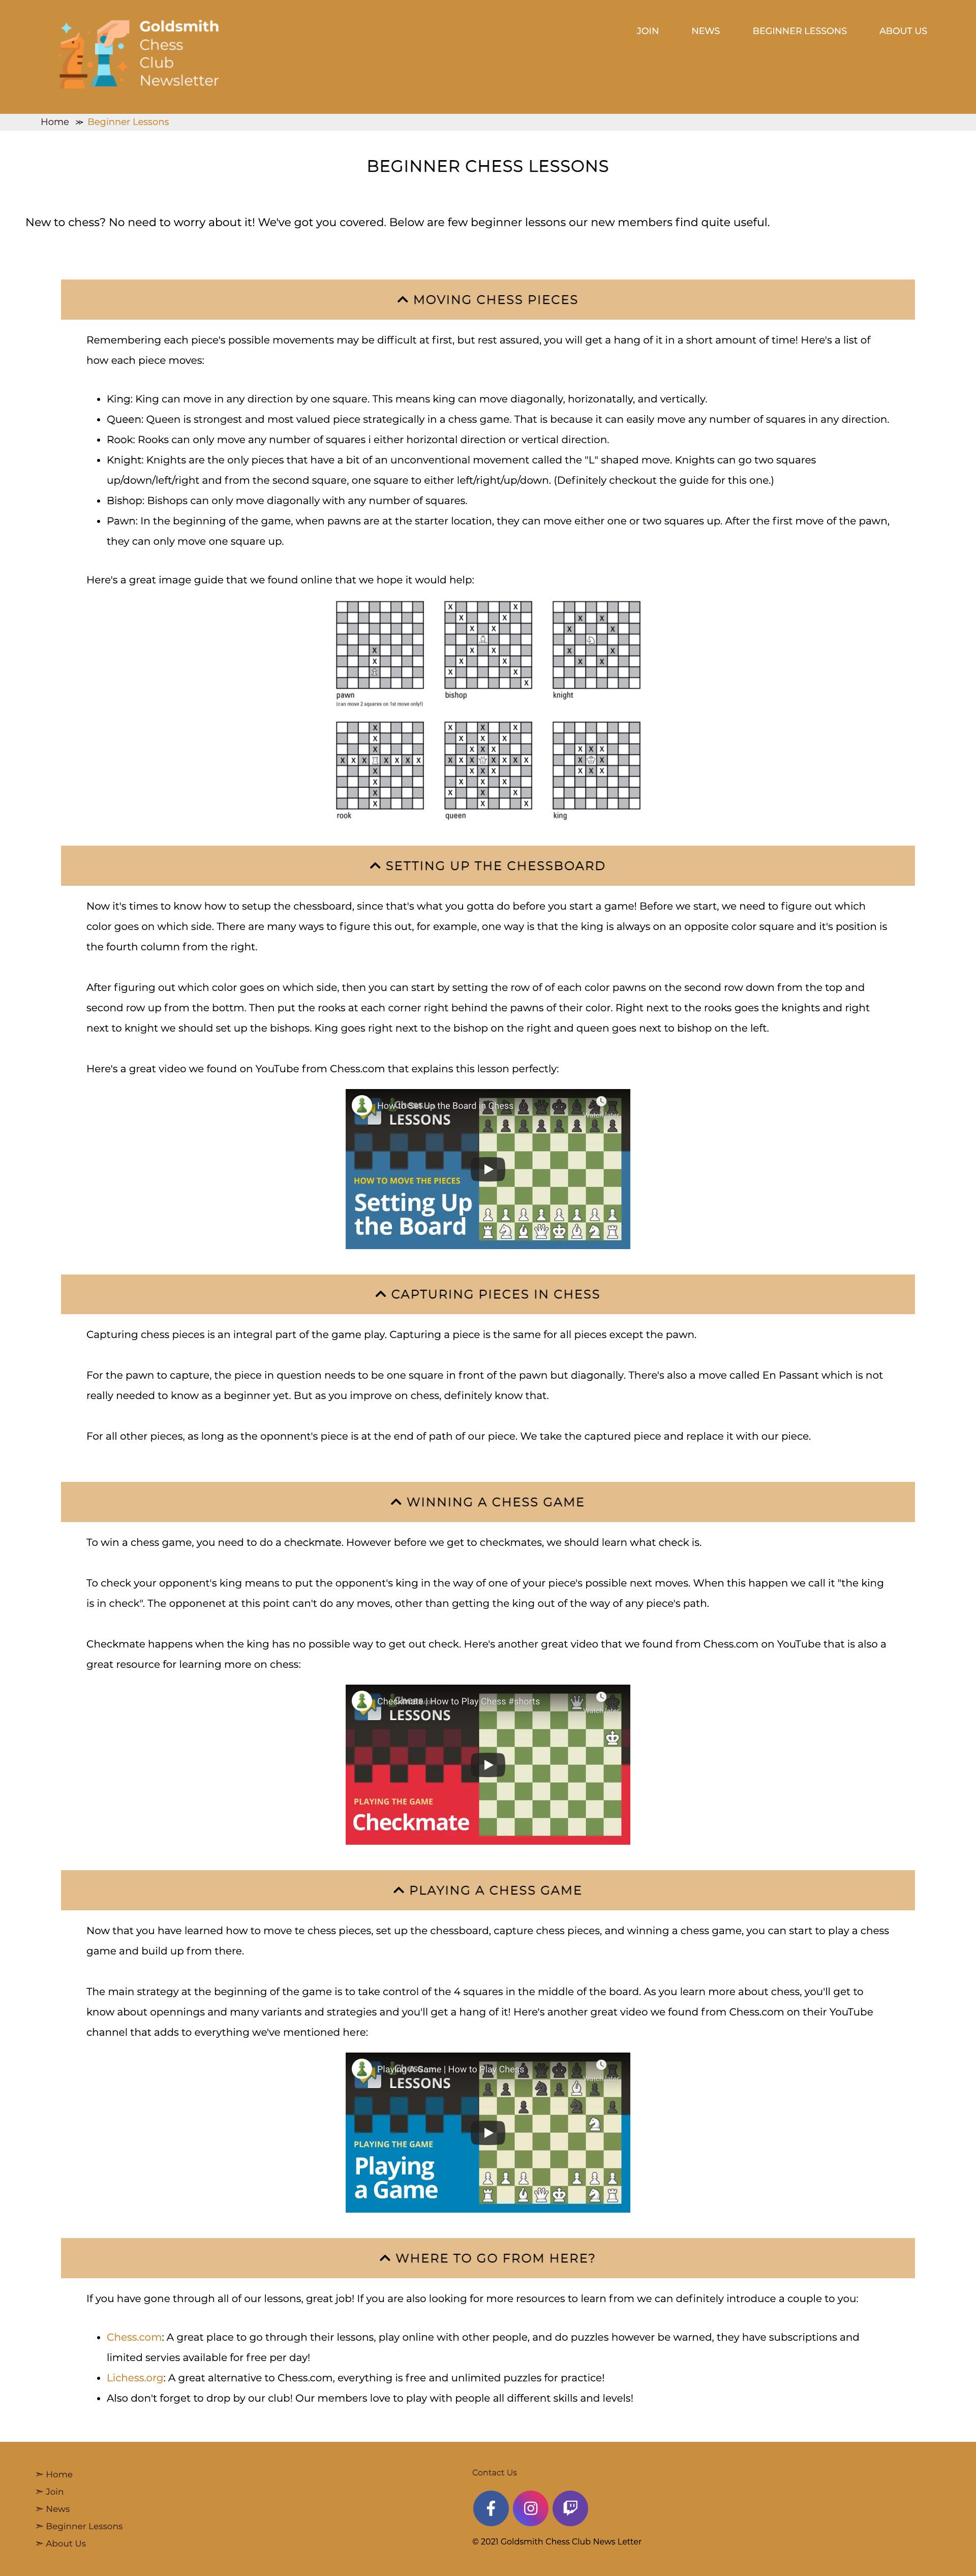 Goldsmith
Chess
Club
Newsletter
JOIN NEWS BEGINNER LESSONS ABOUT US
Home ≫ Beginner Lessons
BEGINNER CHESS LESSONS
New to chess? No need to worry about it! We've got you covered. Below are few beginner lessons our new members find quite useful.
MOVING CHESS PIECES
Remembering each piece's possible movements may be difficult at first, but rest assured, you will get a hang of it in a short amount of time! Here's a list of
how each piece moves:
• King: King can move in any direction by one square. This means king can move diagonally, horizonatally, and vertically.
• Queen: Queen is strongest and most valued piece strategically in a chess game. That is because it can easily move any number of squares in any direction.
• Rook: Rooks can only move any number of squares i either horizontal direction or vertical direction.
• Knight: Knights are the only pieces that have a bit of an unconventional movement called the "L" shaped move. Knights can go two squares
up/down/left/right and from the second square, one square to either left/right/up/down. (Definitely checkout the guide for this one.)
• Bishop: Bishops can only move diagonally with any number of squares.
• Pawn: In the beginning of the game, when pawns are at the starter location, they can move either one or two squares up. After the first move of the pawn,
they can only move one square up.
Here's a great image guide that we found online that we hope it would help:
pawn bishop knight
(can move 2 squares on 1st move only!)
rook queen king
SETTING UP THE CHESSBOARD
Now it's times to know how to setup the chessboard, since that's what you gotta do before you start a game! Before we start, we need to figure out which
color goes on which side. There are many ways to figure this out, for example, one way is that the king is always on an opposite color square and it's position is
the fourth column from the right.
After figuring out which color goes on which side, then you can start by setting the row of of each color pawns on the second row down from the top and
second row up from the bottm. Then put the rooks at each corner right behind the pawns of their color. Right next to the rooks goes the knights and right
next to knight we should set up the bishops. King goes right next to the bishop on the right and queen goes next to bishop on the left.
Here's a great video we found on YouTube from Chess.com that explains this lesson perfectly:
How to Set Up the Board in Chess
Watch later
LESSONS
HOW TO MOVE THE PIECES
Setting Up
the Board
CAPTURING PIECES IN CHESS
Capturing chess pieces is an integral part of the game play. Capturing a piece is the same for all pieces except the pawn.
For the pawn to capture, the piece in question needs to be one square in front of the pawn but diagonally. There's also a move called En Passant which is not
really needed to know as a beginner yet. But as you improve on chess, definitely know that.
For all other pieces, as long as the oponnent's piece is at the end of path of our piece. We take the captured piece and replace it with our piece.
WINNING A CHESS GAME
To win a chess game, you need to do a checkmate. However before we get to checkmates, we should learn what check is.
To check your opponent's king means to put the opponent's king in the way of one of your piece's possible next moves. When this happen we call it "the king
is in check". The opponenet at this point can't do any moves, other than getting the king out of the way of any piece's path.
Checkmate happens when the king has no possible way to get out check. Here's another great video that we found from Chess.com on YouTube that is also a
great resource for learning more on chess:
Checkmate | How to Play Chess #shorts
Watch later
LESSONS
PLAYING THE GAME
Checkmate
PLAYING A CHESS GAME
Now that you have learned how to move te chess pieces, set up the chessboard, capture chess pieces, and winning a chess game, you can start to play a chess
game and build up from there.
The main strategy at the beginning of the game is to take control of the 4 squares in the middle of the board. As you learn more about chess, you'll get to
know about opennings and many variants and strategies and you'll get a hang of it! Here's another great video we found from Chess.com on their YouTube
channel that adds to everything we've mentioned here:
Playing A Game | How to Play Chess
Watch later
LESSONS
PLAYING THE GAME
Playing
a Game
WHERE TO GO FROM HERE?
If you have gone through all of our lessons, great job! If you are also looking for more resources to learn from we can definitely introduce a couple to you:
• Chess.com: A great place to go through their lessons, play online with other people, and do puzzles however be warned, they have subscriptions and
limited servies available for free per day!
• Lichess.org: A great alternative to Chess.com, everything is free and unlimited puzzles for practice!
• Also don't forget to drop by our club! Our members love to play with people all different skills and levels!
➣ Home
➣ Join
➣ News
➣ Beginner Lessons
➣ About Us
Contact Us
© 2021 Goldsmith Chess Club News Letter